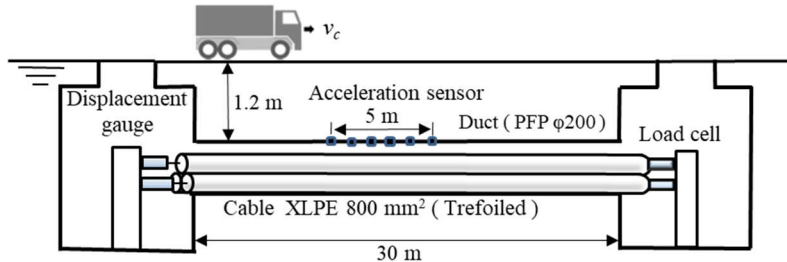 v_c
Displacement
gauge
1.2 m
Acceleration sensor
5 m
Duct ( PFP φ200 )
Load cell
Cable XLPE 800 mm² ( Trefoiled )
30 m